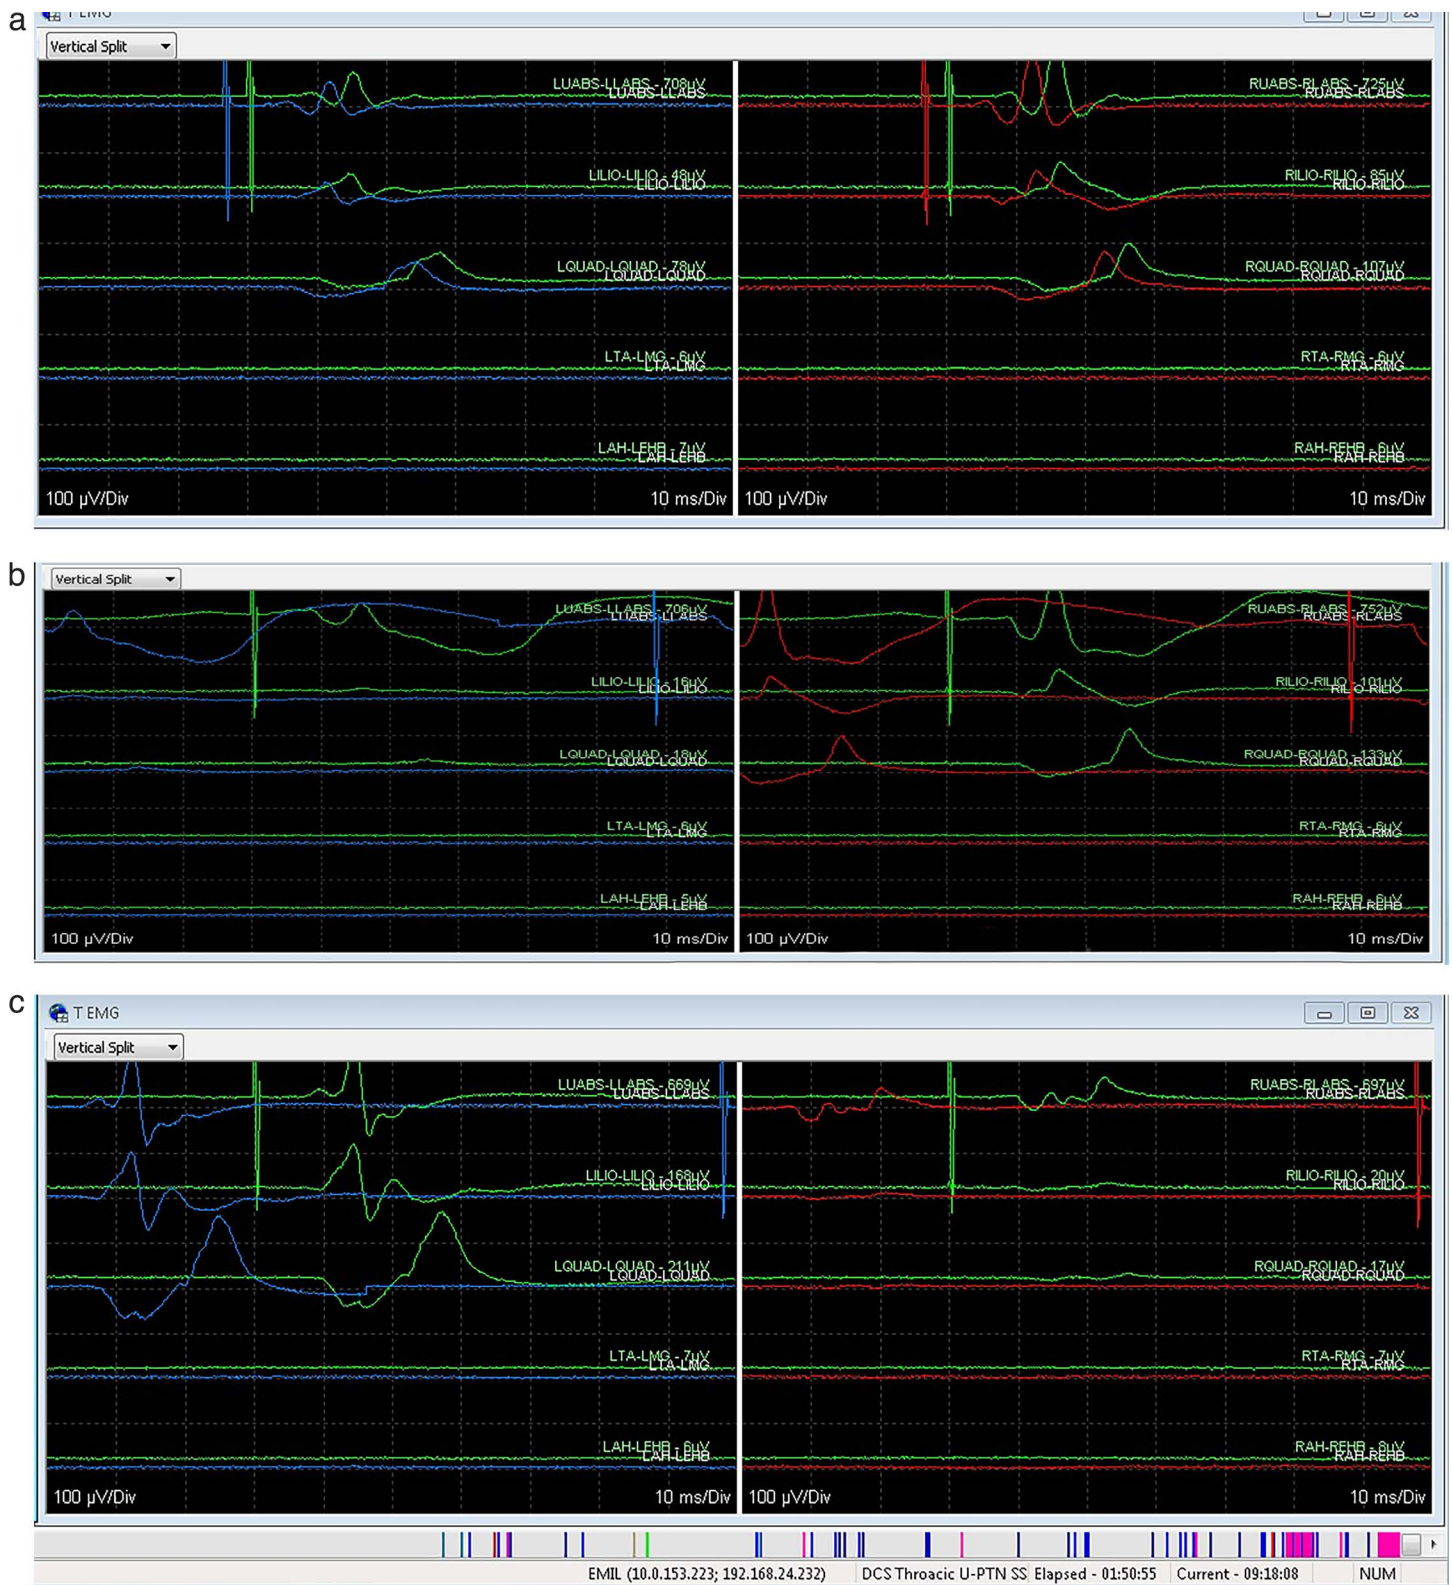 a
T EMG
Vertical Split
LUABS-LLABS - 708µV
LUABS-LLABS
LILIO-LILIO - 48µV
LILIO-LILIO
LQUAD-LQUAD - 78µV
LQUAD-LQUAD
LTA-LMG - 6µV
LTA-LMG
LAH-LEHB - 7µV
LAH-LEHB
100 µV/Div
10 ms/Div
RUABS-RLABS - 725µV
RUABS-RLABS
RILIO-RILIO - 85µV
RILIO-RILIO
RQUAD-RQUAD - 107µV
RQUAD-RQUAD
RTA-RMG - 6µV
RTA-RMG
RAH-REHB - 6µV
RAH-REHB
100 µV/Div
10 ms/Div
b
Vertical Split
LUABS-LLABS - 706µV
LUABS-LLABS
LILIO-LILIO - 16µV
LILIO-LILIO
LQUAD-LQUAD - 18µV
LQUAD-LQUAD
LTA-LMG - 6µV
LTA-LMG
LAH-LEHB - 5µV
LAH-LEHB
100 µV/Div
10 ms/Div
RUABS-RLABS - 752µV
RUABS-RLABS
RILIO-RILIO - 101µV
RILIO-RILIO
RQUAD-RQUAD - 133µV
RQUAD-RQUAD
RTA-RMG - 6µV
RTA-RMG
RAH-REHB - 6µV
RAH-REHB
100 µV/Div
10 ms/Div
c
T EMG
Vertical Split
LUABS-LLABS - 669µV
LUABS-LLABS
LILIO-LILIO - 168µV
LILIO-LILIO
LQUAD-LQUAD - 211µV
LQUAD-LQUAD
LTA-LMG - 7µV
LTA-LMG
LAH-LEHB - 6µV
LAH-LEHB
100 µV/Div
10 ms/Div
RUABS-RLABS - 697µV
RUABS-RLABS
RILIO-RILIO - 20µV
RILIO-RILIO
RQUAD-RQUAD - 17µV
RQUAD-RQUAD
RTA-RMG - 7µV
RTA-RMG
RAH-REHB - 8µV
RAH-REHB
100 µV/Div
10 ms/Div
EMIL (10.0.153.223; 192.168.24.232) DCS Throacic U-PTN SS Elapsed - 01:50:55 Current - 09:18:08 NUM